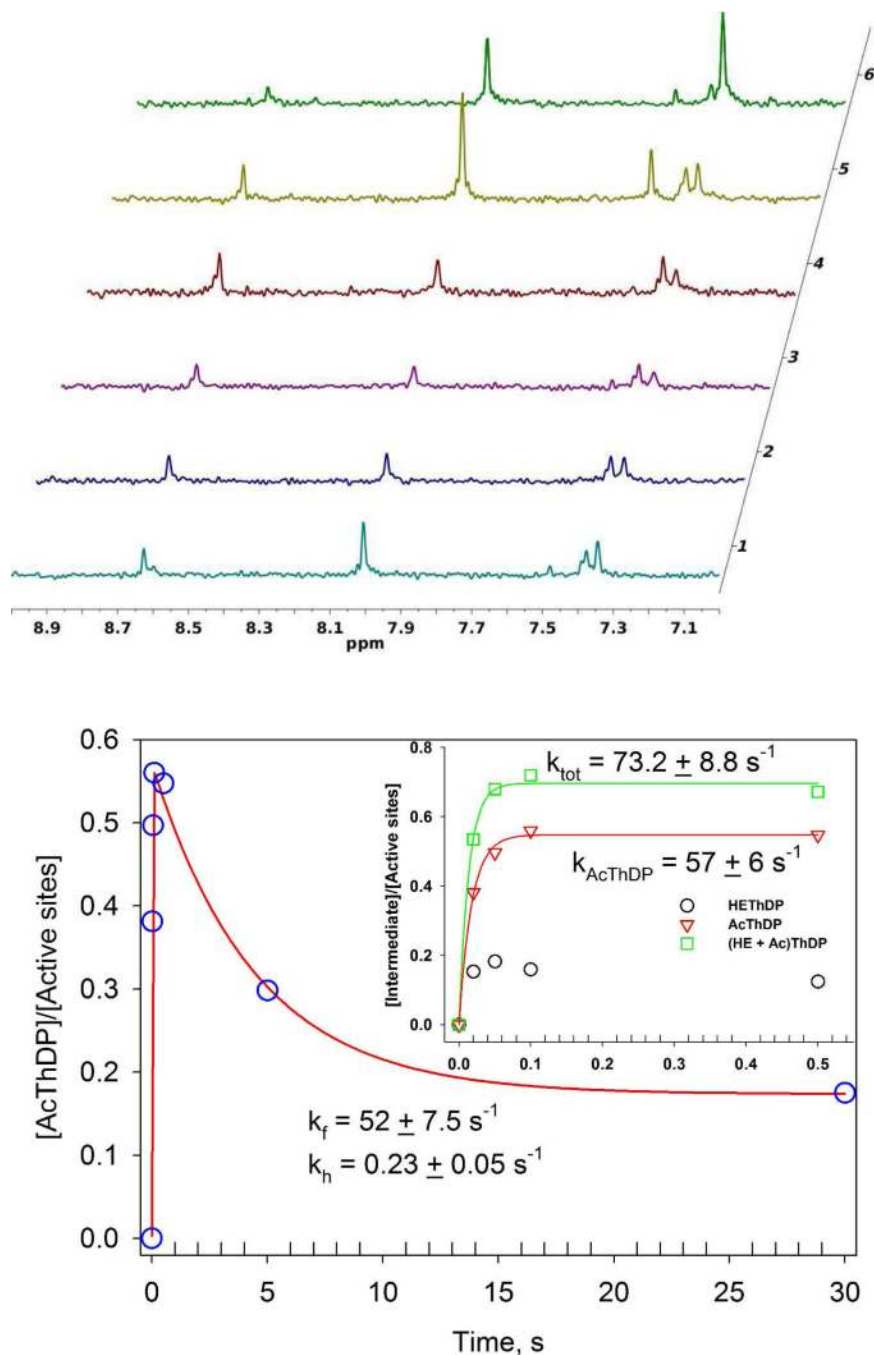 6
5
4
3
2
1
8.9 8.7 8.5 8.3 8.1 7.9 7.7 7.5 7.3 7.1
ppm
0.6
0.5
0.4
0.3
0.2
0.1
0.0
[AcThDP]/[Active sites]
0.8
0.6
0.4
0.2
0.0
[Intermediate]/[Active sites]
k_tot = 73.2 ± 8.8 s⁻¹
k_AcThDP = 57 ± 6 s⁻¹
HEThDP
AcThDP
(HE + Ac)ThDP
0.0 0.1 0.2 0.3 0.4 0.5
k_f = 52 ± 7.5 s⁻¹
k_h = 0.23 ± 0.05 s⁻¹
0 5 10 15 20 25 30
Time, s